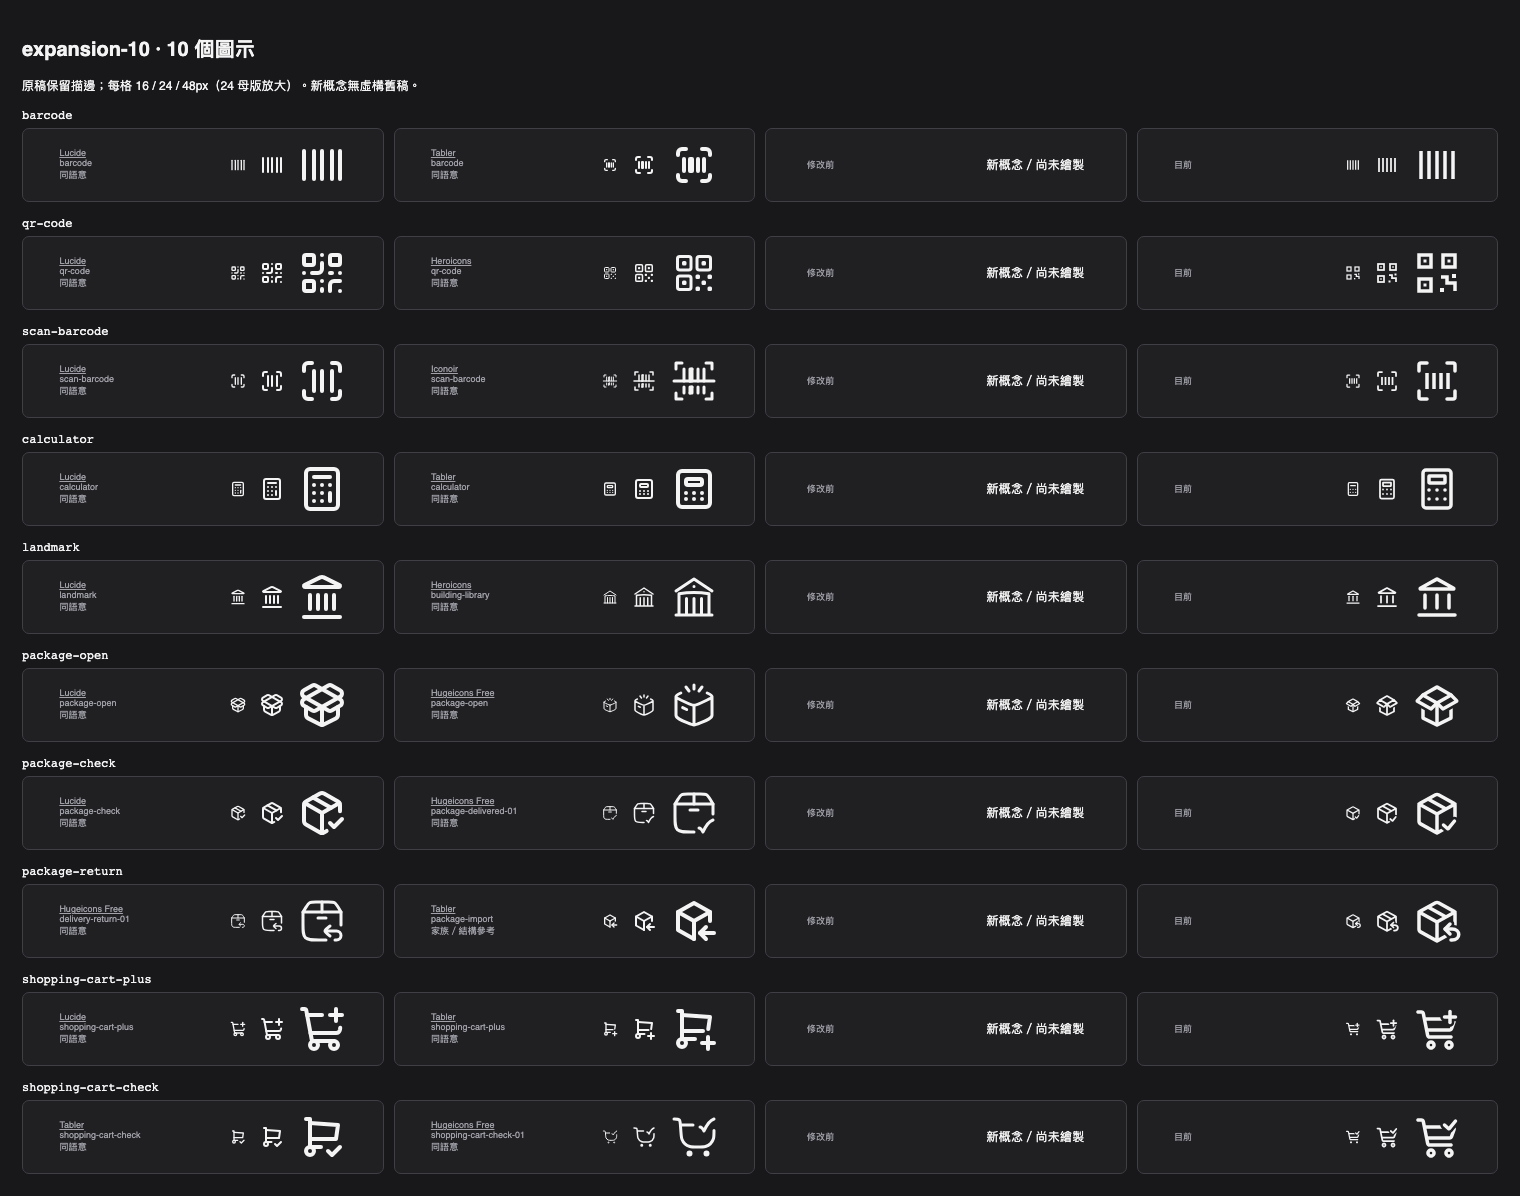 expansion-10 · 10 個圖示
原稿保留描邊；每格 16 / 24 / 48px（24 母版放大）。新概念無虛構舊稿。
barcode
Lucide
barcode
同語意
Tabler
barcode
同語意
修改前
新概念 / 尚未繪製
目前
qr-code
Lucide
qr-code
同語意
Heroicons
qr-code
同語意
修改前
新概念 / 尚未繪製
目前
scan-barcode
Lucide
scan-barcode
同語意
Iconoir
scan-barcode
同語意
修改前
新概念 / 尚未繪製
目前
calculator
Lucide
calculator
同語意
Tabler
calculator
同語意
修改前
新概念 / 尚未繪製
目前
landmark
Lucide
landmark
同語意
Heroicons
building-library
同語意
修改前
新概念 / 尚未繪製
目前
package-open
Lucide
package-open
同語意
Hugeicons Free
package-open
同語意
修改前
新概念 / 尚未繪製
目前
package-check
Lucide
package-check
同語意
Hugeicons Free
package-delivered-01
同語意
修改前
新概念 / 尚未繪製
目前
package-return
Hugeicons Free
delivery-return-01
同語意
Tabler
package-import
家族 / 結構參考
修改前
新概念 / 尚未繪製
目前
shopping-cart-plus
Lucide
shopping-cart-plus
同語意
Tabler
shopping-cart-plus
同語意
修改前
新概念 / 尚未繪製
目前
shopping-cart-check
Tabler
shopping-cart-check
同語意
Hugeicons Free
shopping-cart-check-01
同語意
修改前
新概念 / 尚未繪製
目前